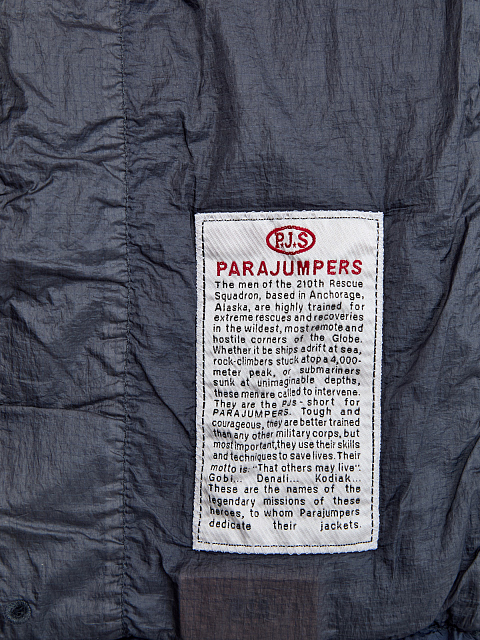 P.J.S
PARAJUMPERS
The men of the 210th Rescue
Squadron, based in Anchorage,
Alaska, are highly trained for
extreme rescues and recoveries
in the wildest, most remote and
hostile corners of the Globe.
Whether it be ships adrift at sea,
rock-climbers stuck atop a 4,000-
meter peak, or submariners
sunk at unimaginable depths,
these men are called to intervene.
They are the PJs - short for
PARAJUMPERS. Tough and
courageous, they are better trained
than any other military corps, but
most important,they use their skills
and techniques to save lives. Their
motto is: "That others may live".
Gobi... Denali... Kodiak...
These are the names of the
legendary missions of these
heroes, to whom Parajumpers
dedicate their jackets.